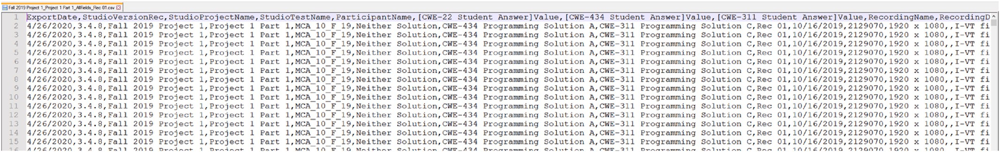 Fall 2019 Project 1_Project 1 Part 1_AllFields_Rec 01.csv
1 ExportDate,StudioVersionRec,StudioProjectName,StudioTestName,ParticipantName,[CWE-22 Student Answer]Value,[CWE-434 Student Answer]Value,[CWE-311 Student Answer]Value,RecordingName,RecordingD
2 4/26/2020,3.4.8,Fall 2019 Project 1,Project 1 Part 1,MCA_10_F_19,Neither Solution,CWE-434 Programming Solution A,CWE-311 Programming Solution C,Rec 01,10/16/2019,2129070,1920 x 1080,,I-VT fi
3 4/26/2020,3.4.8,Fall 2019 Project 1,Project 1 Part 1,MCA_10_F_19,Neither Solution,CWE-434 Programming Solution A,CWE-311 Programming Solution C,Rec 01,10/16/2019,2129070,1920 x 1080,,I-VT fi
4 4/26/2020,3.4.8,Fall 2019 Project 1,Project 1 Part 1,MCA_10_F_19,Neither Solution,CWE-434 Programming Solution A,CWE-311 Programming Solution C,Rec 01,10/16/2019,2129070,1920 x 1080,,I-VT fi
5 4/26/2020,3.4.8,Fall 2019 Project 1,Project 1 Part 1,MCA_10_F_19,Neither Solution,CWE-434 Programming Solution A,CWE-311 Programming Solution C,Rec 01,10/16/2019,2129070,1920 x 1080,,I-VT fi
6 4/26/2020,3.4.8,Fall 2019 Project 1,Project 1 Part 1,MCA_10_F_19,Neither Solution,CWE-434 Programming Solution A,CWE-311 Programming Solution C,Rec 01,10/16/2019,2129070,1920 x 1080,,I-VT fi
7 4/26/2020,3.4.8,Fall 2019 Project 1,Project 1 Part 1,MCA_10_F_19,Neither Solution,CWE-434 Programming Solution A,CWE-311 Programming Solution C,Rec 01,10/16/2019,2129070,1920 x 1080,,I-VT fi
8 4/26/2020,3.4.8,Fall 2019 Project 1,Project 1 Part 1,MCA_10_F_19,Neither Solution,CWE-434 Programming Solution A,CWE-311 Programming Solution C,Rec 01,10/16/2019,2129070,1920 x 1080,,I-VT fi
9 4/26/2020,3.4.8,Fall 2019 Project 1,Project 1 Part 1,MCA_10_F_19,Neither Solution,CWE-434 Programming Solution A,CWE-311 Programming Solution C,Rec 01,10/16/2019,2129070,1920 x 1080,,I-VT fi
10 4/26/2020,3.4.8,Fall 2019 Project 1,Project 1 Part 1,MCA_10_F_19,Neither Solution,CWE-434 Programming Solution A,CWE-311 Programming Solution C,Rec 01,10/16/2019,2129070,1920 x 1080,,I-VT fi
11 4/26/2020,3.4.8,Fall 2019 Project 1,Project 1 Part 1,MCA_10_F_19,Neither Solution,CWE-434 Programming Solution A,CWE-311 Programming Solution C,Rec 01,10/16/2019,2129070,1920 x 1080,,I-VT fi
12 4/26/2020,3.4.8,Fall 2019 Project 1,Project 1 Part 1,MCA_10_F_19,Neither Solution,CWE-434 Programming Solution A,CWE-311 Programming Solution C,Rec 01,10/16/2019,2129070,1920 x 1080,,I-VT fi
13 4/26/2020,3.4.8,Fall 2019 Project 1,Project 1 Part 1,MCA_10_F_19,Neither Solution,CWE-434 Programming Solution A,CWE-311 Programming Solution C,Rec 01,10/16/2019,2129070,1920 x 1080,,I-VT fi
14 4/26/2020,3.4.8,Fall 2019 Project 1,Project 1 Part 1,MCA_10_F_19,Neither Solution,CWE-434 Programming Solution A,CWE-311 Programming Solution C,Rec 01,10/16/2019,2129070,1920 x 1080,,I-VT fi
15 4/26/2020,3.4.8,Fall 2019 Project 1,Project 1 Part 1,MCA_10_F_19,Neither Solution,CWE-434 Programming Solution A,CWE-311 Programming Solution C,Rec 01,10/16/2019,2129070,1920 x 1080,,I-VT fi